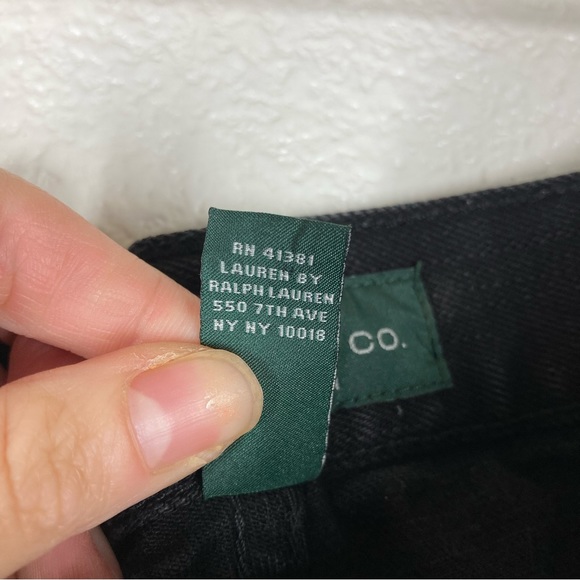 RN 41381
LAUREN BY
RALPH LAUREN
550 7TH AVE
NY NY 10018
CO.